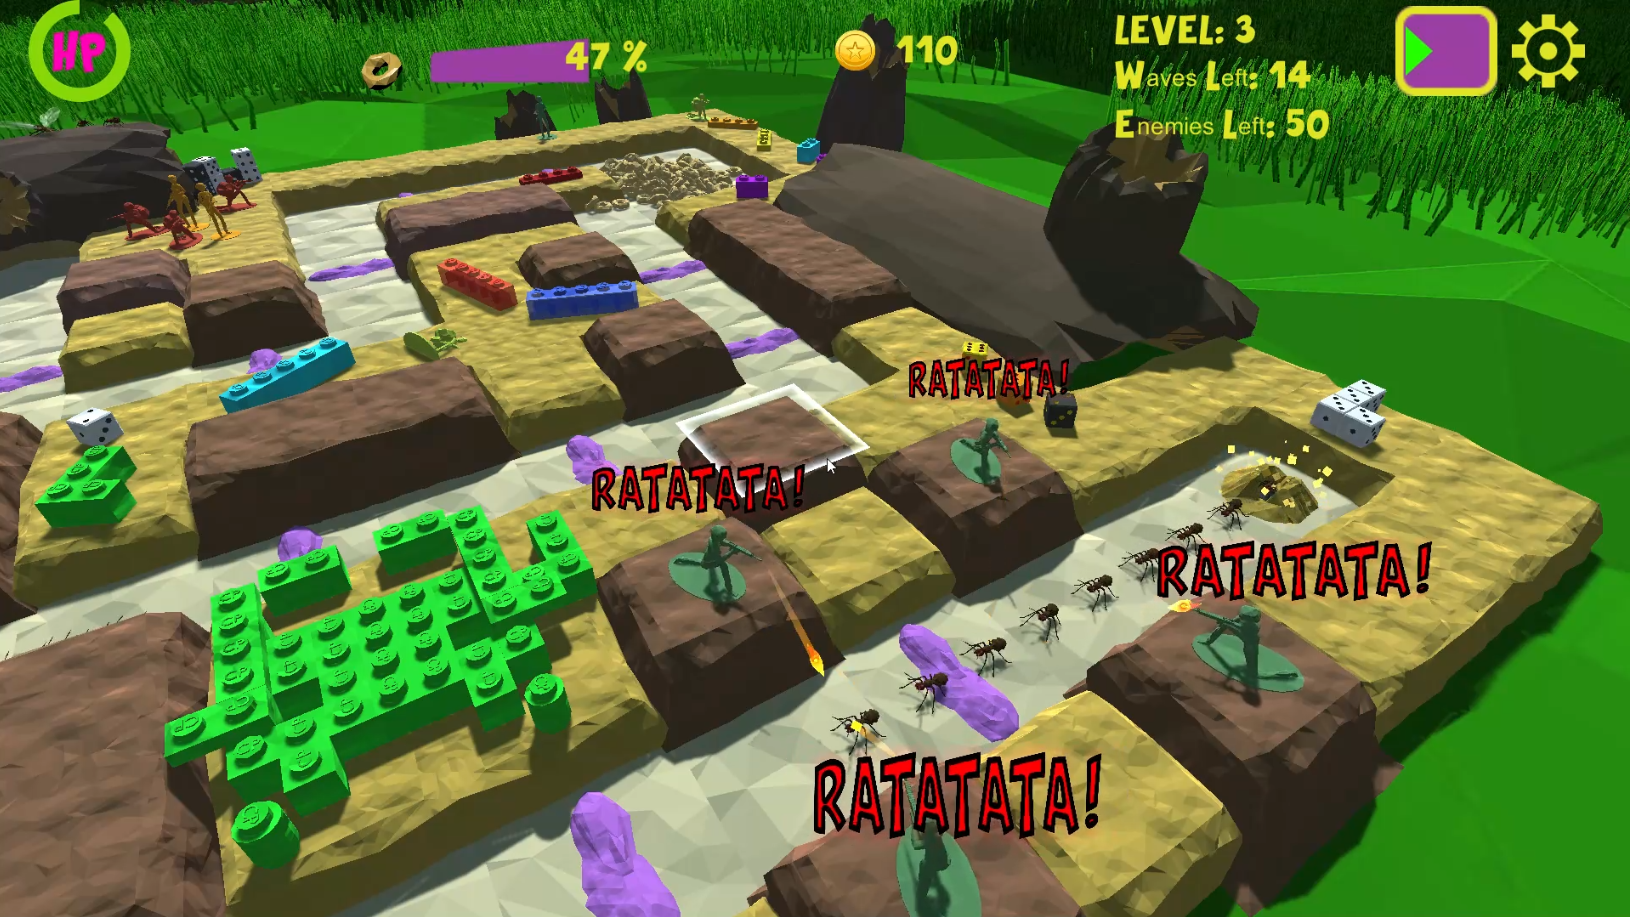 HP
47 %
110
LEVEL: 3
Waves Left: 14
Enemies Left: 50
RATATATA!
RATATATA!
RATATATA!
RATATATA!